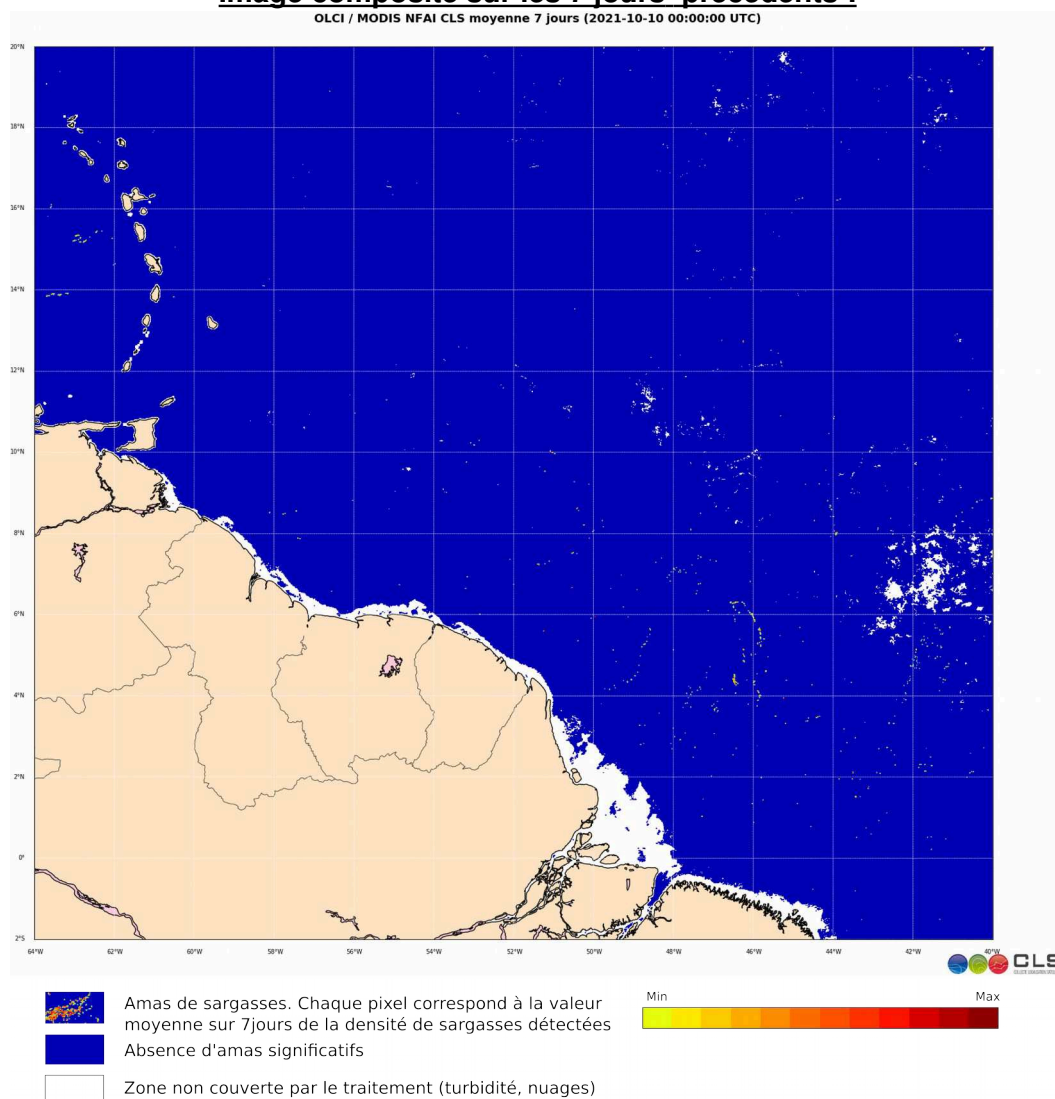 Image composite sur les 7 jours précédents :
OLCI / MODIS NFAI CLS moyenne 7 jours (2021-10-10 00:00:00 UTC)
20°N
18°N
16°N
14°N
12°N
10°N
8°N
6°N
4°N
2°N
0°
2°S
64°W 62°W 60°W 58°W 56°W 54°W 52°W 50°W 48°W 46°W 44°W 42°W 40°W
CLS
Amas de sargasses. Chaque pixel correspond à la valeur
moyenne sur 7jours de la densité de sargasses détectées
Min Max
Absence d'amas significatifs
Zone non couverte par le traitement (turbidité, nuages)